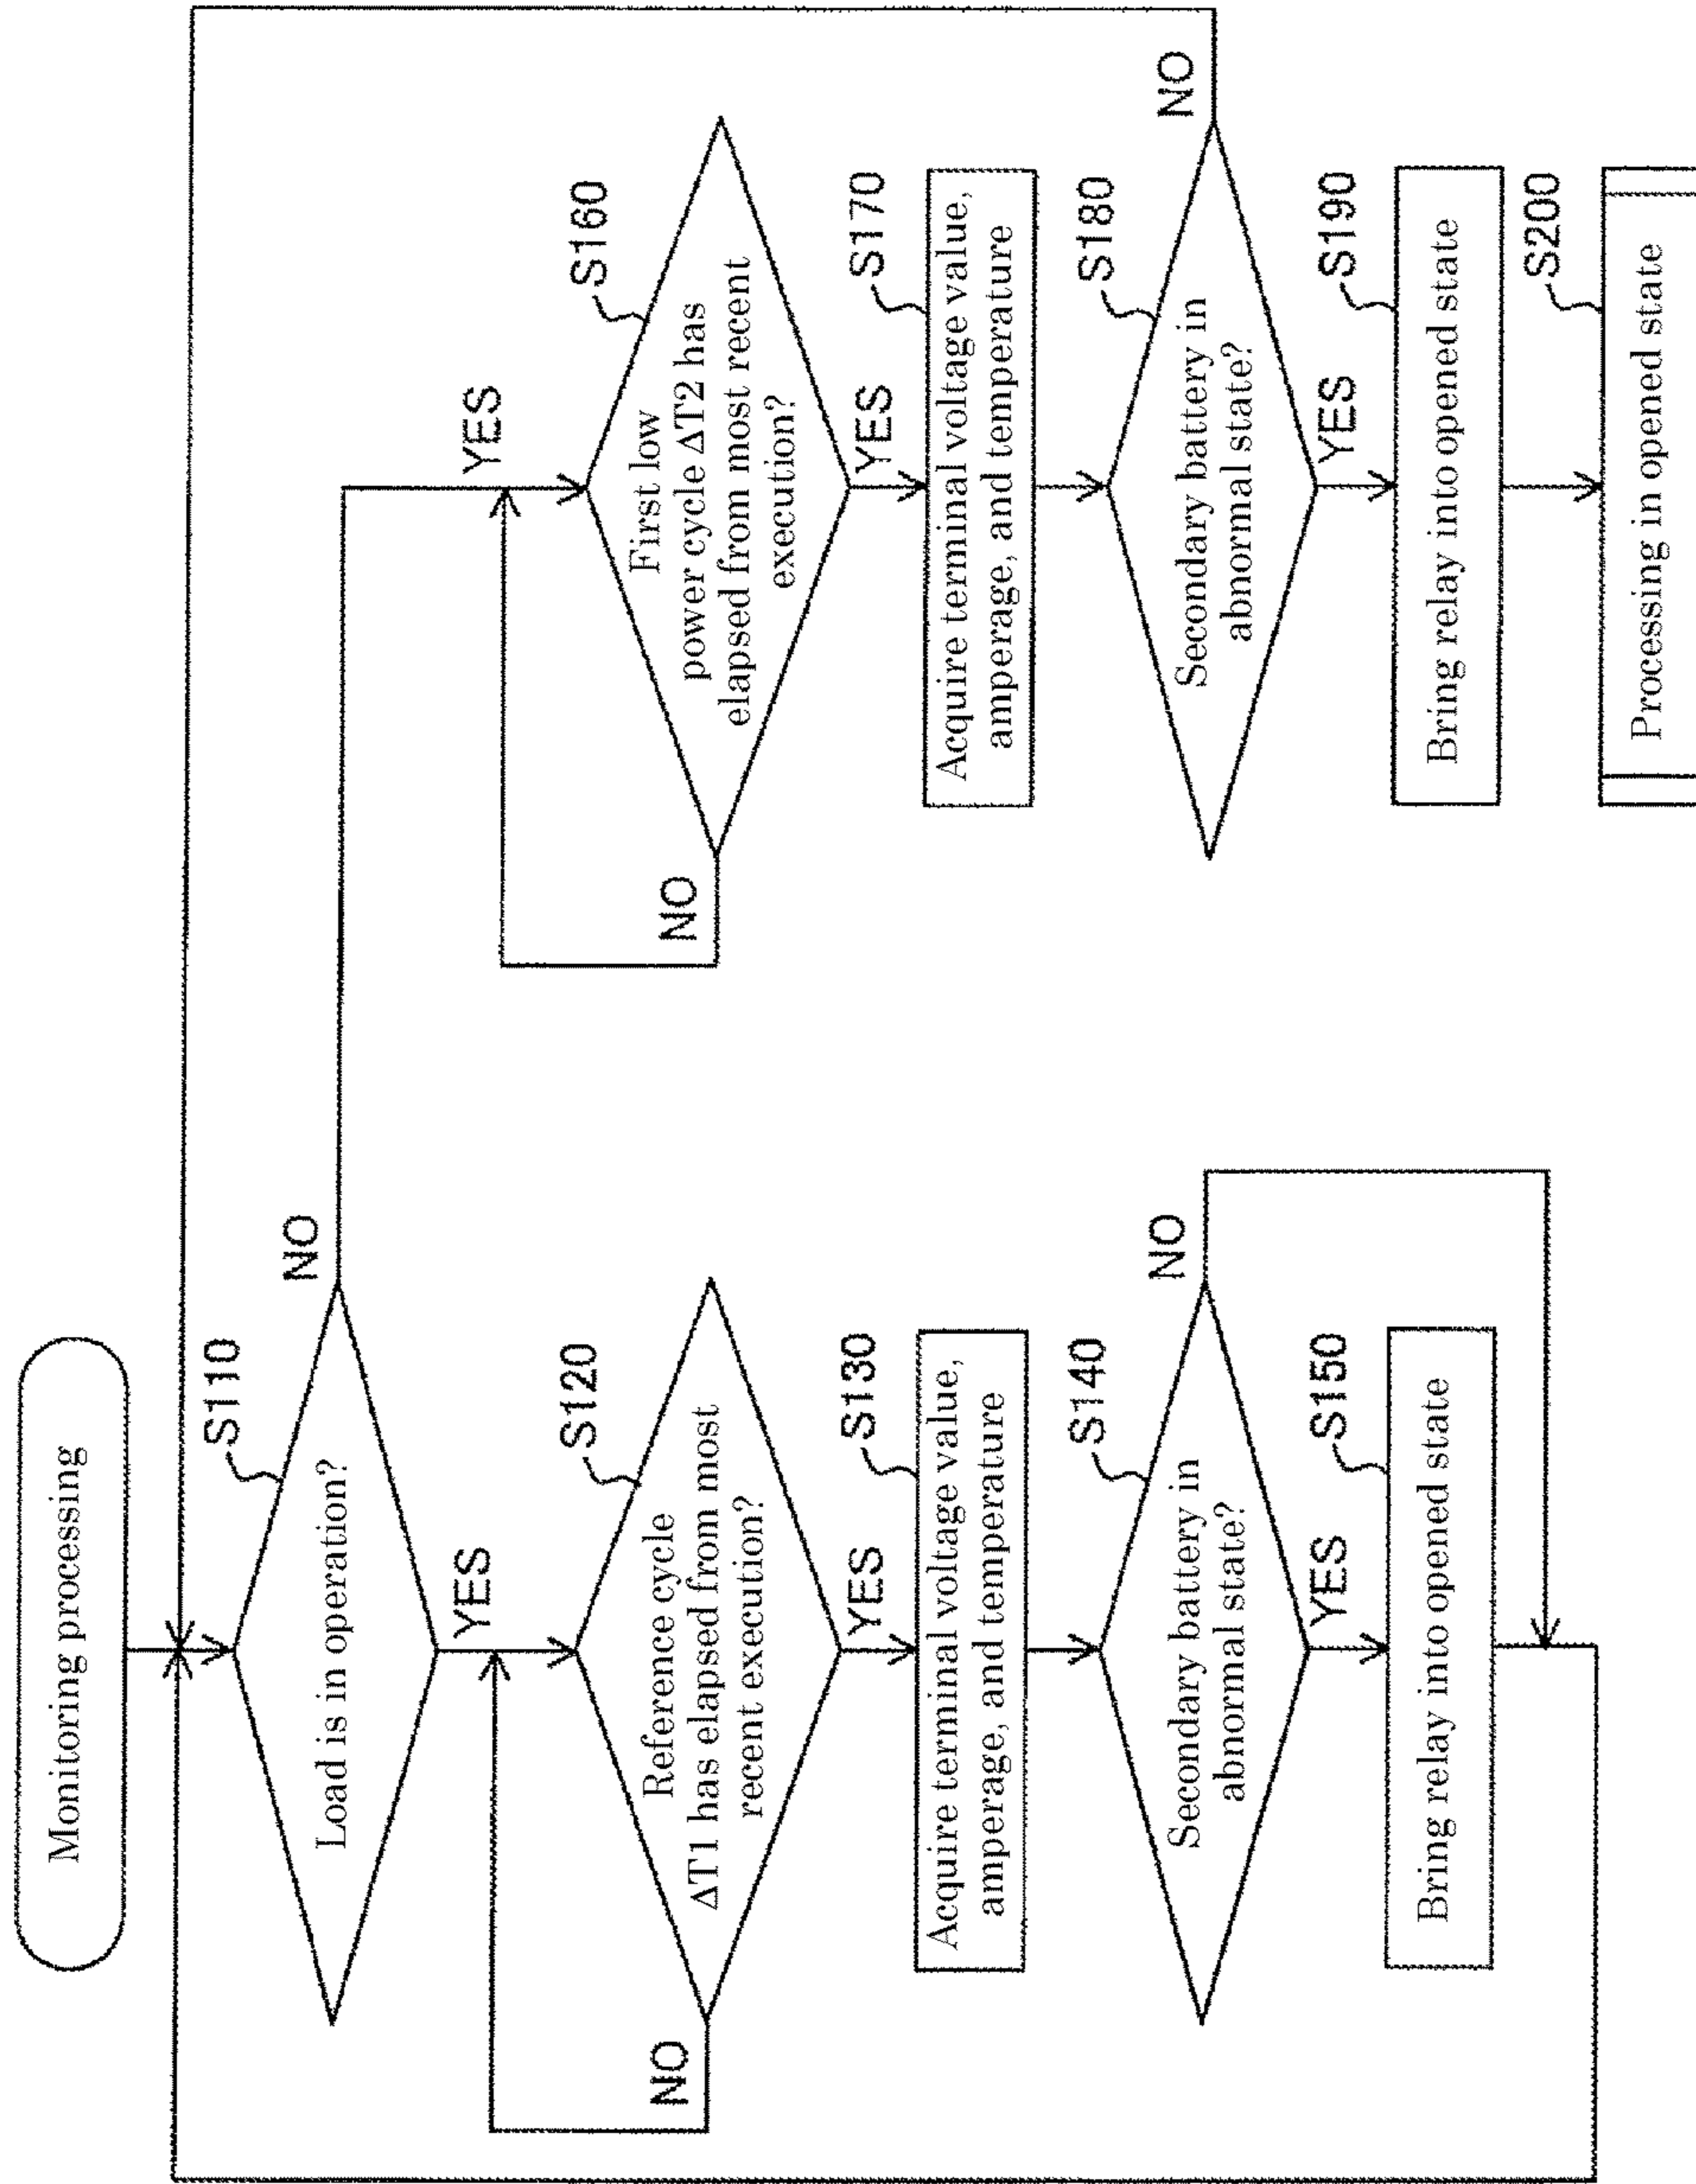 Monitoring processing
S110
Load is in operation?
NO
YES
S120
Reference cycle
ΔT1 has elapsed from most
recent execution?
NO
YES
S130
Acquire terminal voltage value,
amperage, and temperature
S140
Secondary battery in
abnormal state?
NO
YES
S150
Bring relay into opened state
YES
S160
First low
power cycle ΔT2 has
elapsed from most recent
execution?
NO
YES
S170
Acquire terminal voltage value,
amperage, and temperature
S180
Secondary battery in
abnormal state?
NO
YES
S190
Bring relay into opened state
S200
Processing in opened state